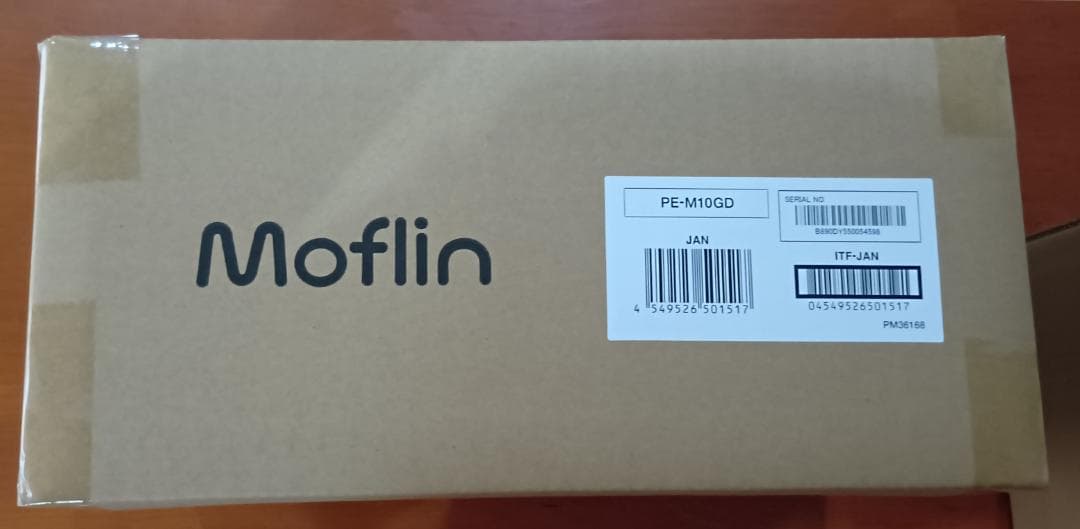 Moflin
PE-M10GD
SERIAL NO.
B890DY550054598
JAN
4 549526 501517
ITF-JAN
04549526501517
PM36168